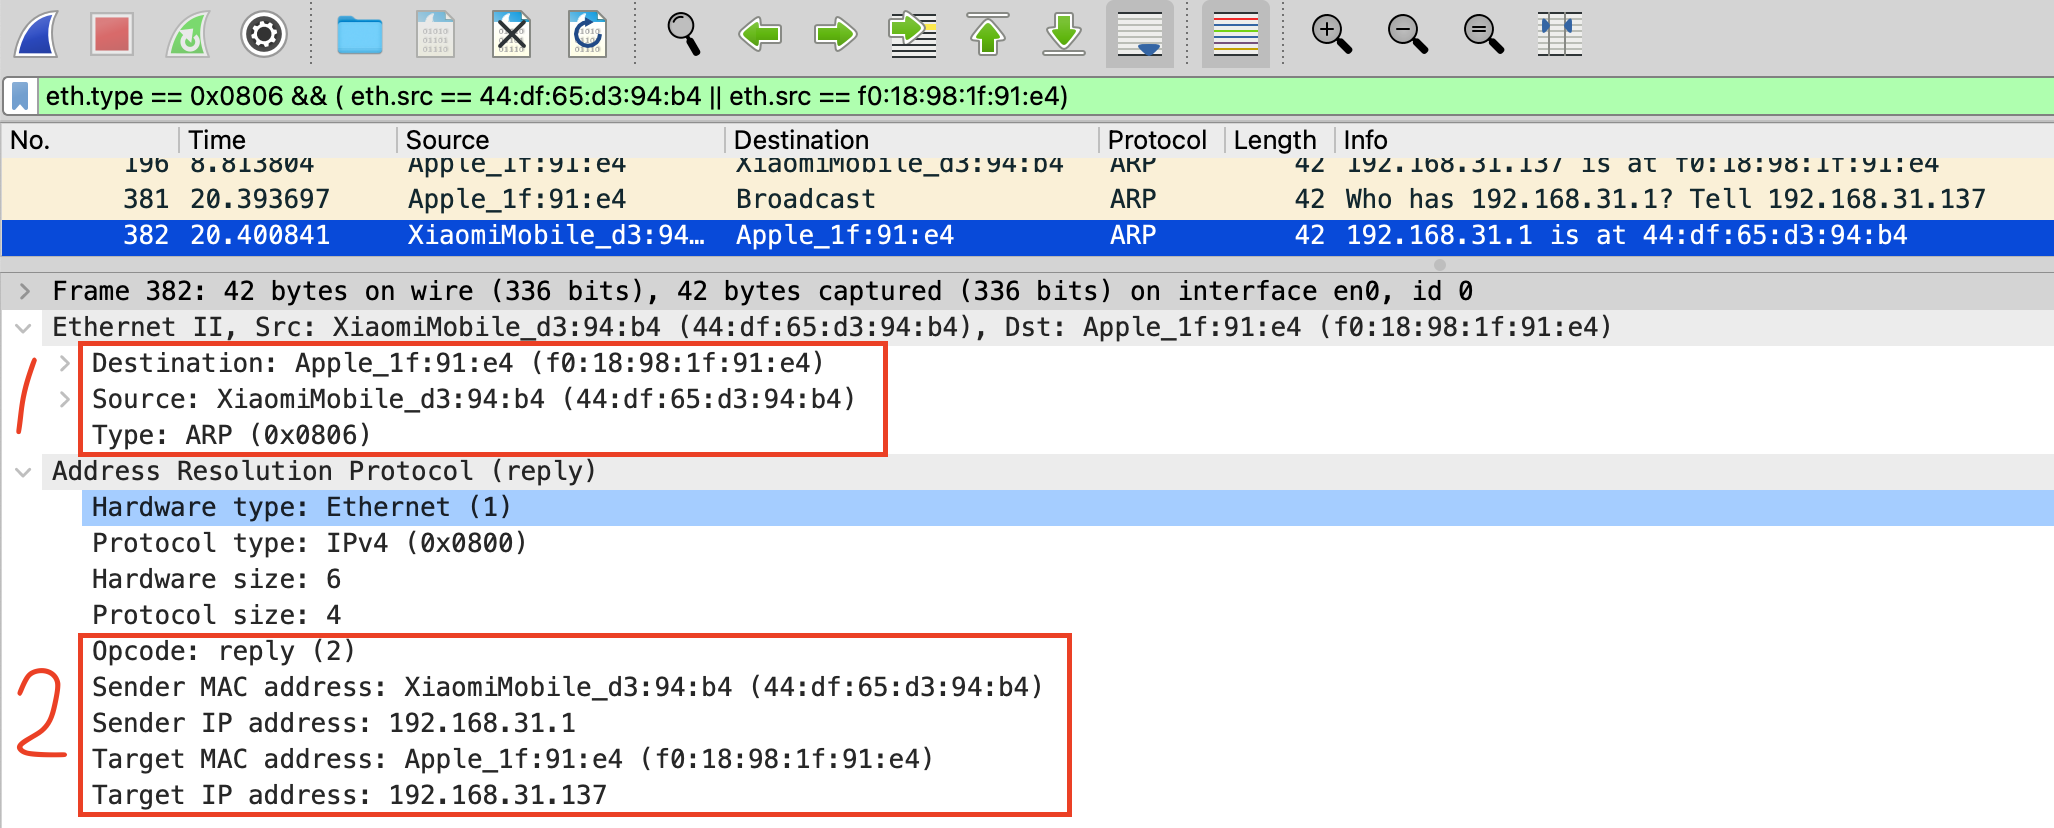 eth.type == 0x0806 && ( eth.src == 44:df:65:d3:94:b4 || eth.src == f0:18:98:1f:91:e4)
No. Time Source Destination Protocol Length Info
196 8.813804 Apple_1f:91:e4 XiaomiMobile_d3:94:b4 ARP 42 192.168.31.137 is at f0:18:98:1f:91:e4
381 20.393697 Apple_1f:91:e4 Broadcast ARP 42 Who has 192.168.31.1? Tell 192.168.31.137
382 20.400841 XiaomiMobile_d3:94… Apple_1f:91:e4 ARP 42 192.168.31.1 is at 44:df:65:d3:94:b4
Frame 382: 42 bytes on wire (336 bits), 42 bytes captured (336 bits) on interface en0, id 0
Ethernet II, Src: XiaomiMobile_d3:94:b4 (44:df:65:d3:94:b4), Dst: Apple_1f:91:e4 (f0:18:98:1f:91:e4)
1
Destination: Apple_1f:91:e4 (f0:18:98:1f:91:e4)
Source: XiaomiMobile_d3:94:b4 (44:df:65:d3:94:b4)
Type: ARP (0x0806)
Address Resolution Protocol (reply)
Hardware type: Ethernet (1)
Protocol type: IPv4 (0x0800)
Hardware size: 6
Protocol size: 4
2
Opcode: reply (2)
Sender MAC address: XiaomiMobile_d3:94:b4 (44:df:65:d3:94:b4)
Sender IP address: 192.168.31.1
Target MAC address: Apple_1f:91:e4 (f0:18:98:1f:91:e4)
Target IP address: 192.168.31.137